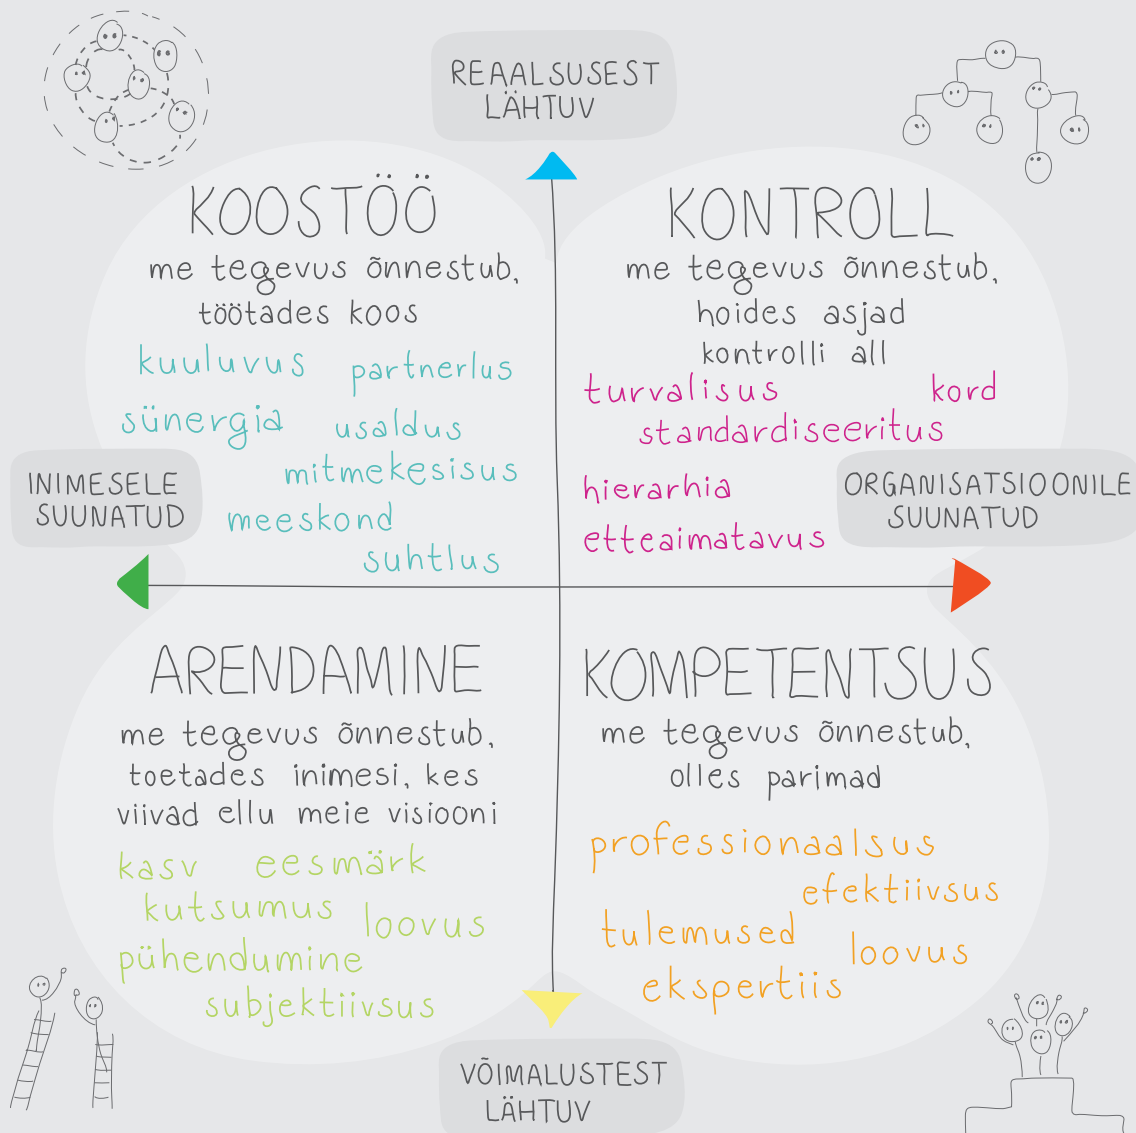 REAALSUSEST
LÄHTUV
KOOSTÖÖ
me tegevus õnnestub,
töötades koos
kuuluvus partnerlus
sünergia usaldus
mitmekesisus
meeskond
suhtlus
KONTROLL
me tegevus õnnestub,
hoides asjad
kontrolli all
turvalisus kord
standardiseeritus
hierarhia
etteaimatavus
INIMESELE
SUUNATUD
ORGANISATSIOONILE
SUUNATUD
ARENDAMINE
me tegevus õnnestub,
toetades inimesi, kes
viivad ellu meie visiooni
kasv eesmärk
kutsumus loovus
pühendumine
subjektiivsus
KOMPETENTSUS
me tegevus õnnestub,
olles parimad
professionaalsus
efektiivsus
tulemused loovus
ekspertiis
VÕIMALUSTEST
LÄHTUV